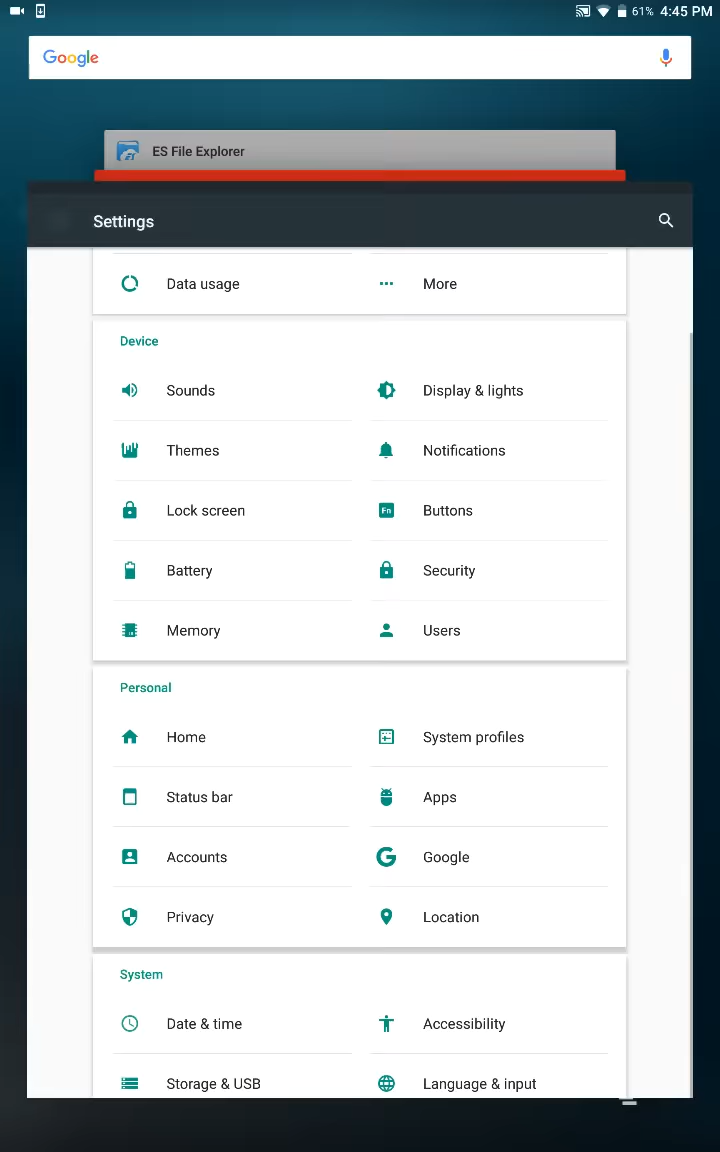 61% 4:45 PM
Google
ES File Explorer
Settings
Data usage
More
Device
Sounds
Display & lights
Themes
Notifications
Lock screen
Fn
Buttons
Battery
Security
Memory
Users
Personal
Home
System profiles
Status bar
Apps
Accounts
G
Google
Privacy
Location
System
Date & time
Accessibility
Storage & USB
Language & input